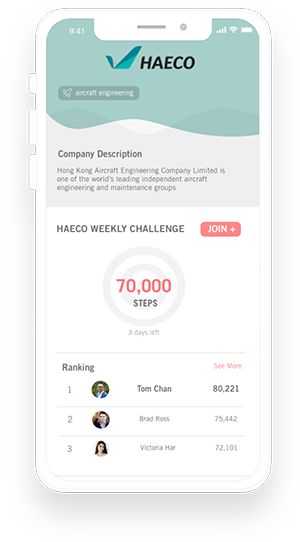 9:41
HAECO
aircraft engineering
Company Description
Hong Kong Aircraft Engineering Company Limited is
one of the world's leading independent aircraft
engineering and maintenance groups
HAECO WEEKLY CHALLENGE JOIN +
70,000
STEPS
3 days left
Ranking See More
1 Tom Chan 80,221
2 Brad Ross 75,442
3 Victoria Har 72,101